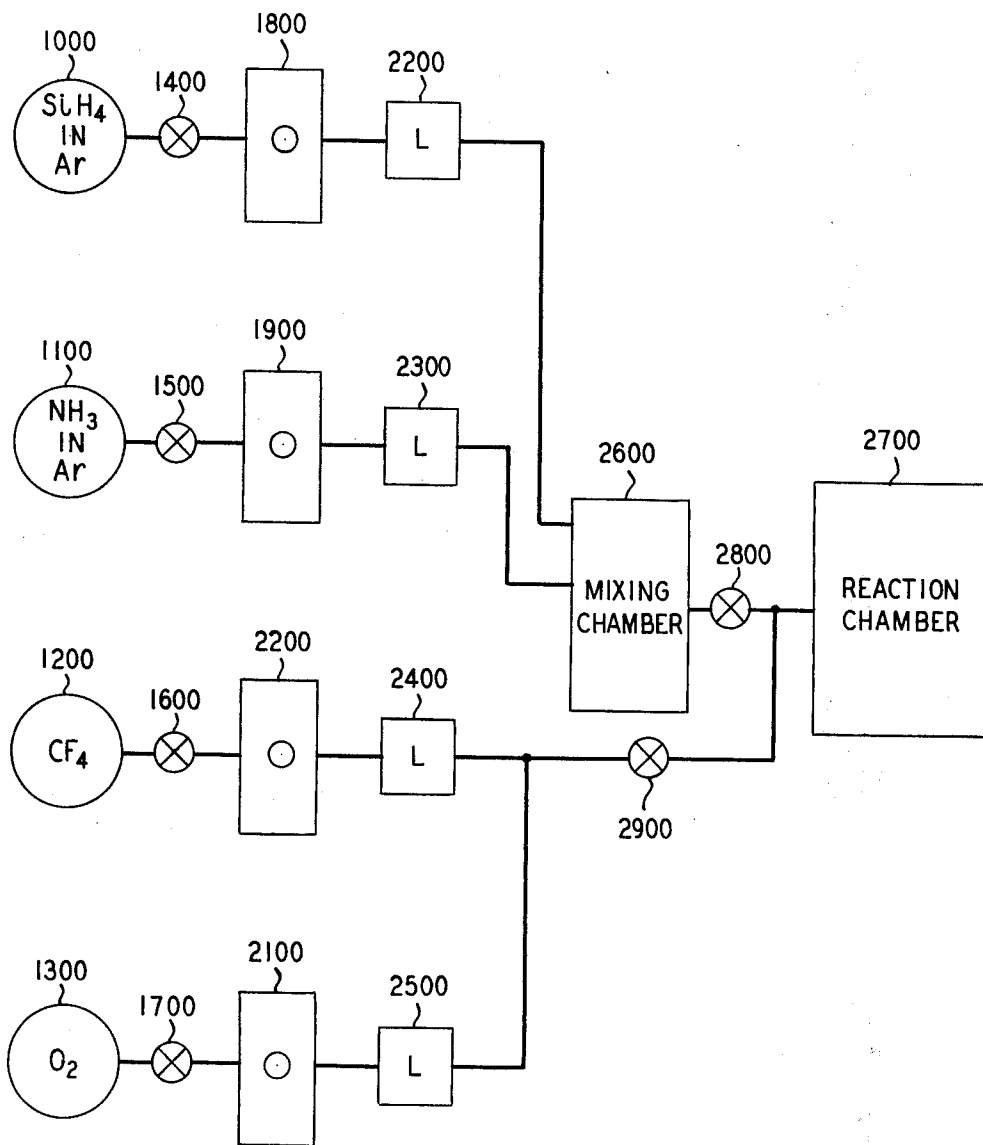 1000
1400
1800
2200
SiH4
IN
Ar
L
1100
1500
1900
2300
NH3
IN
Ar
L
2600
2700
2800
MIXING
CHAMBER
REACTION
CHAMBER
1200
1600
2200
2400
CF4
L
2900
1300
1700
2100
2500
O2
L